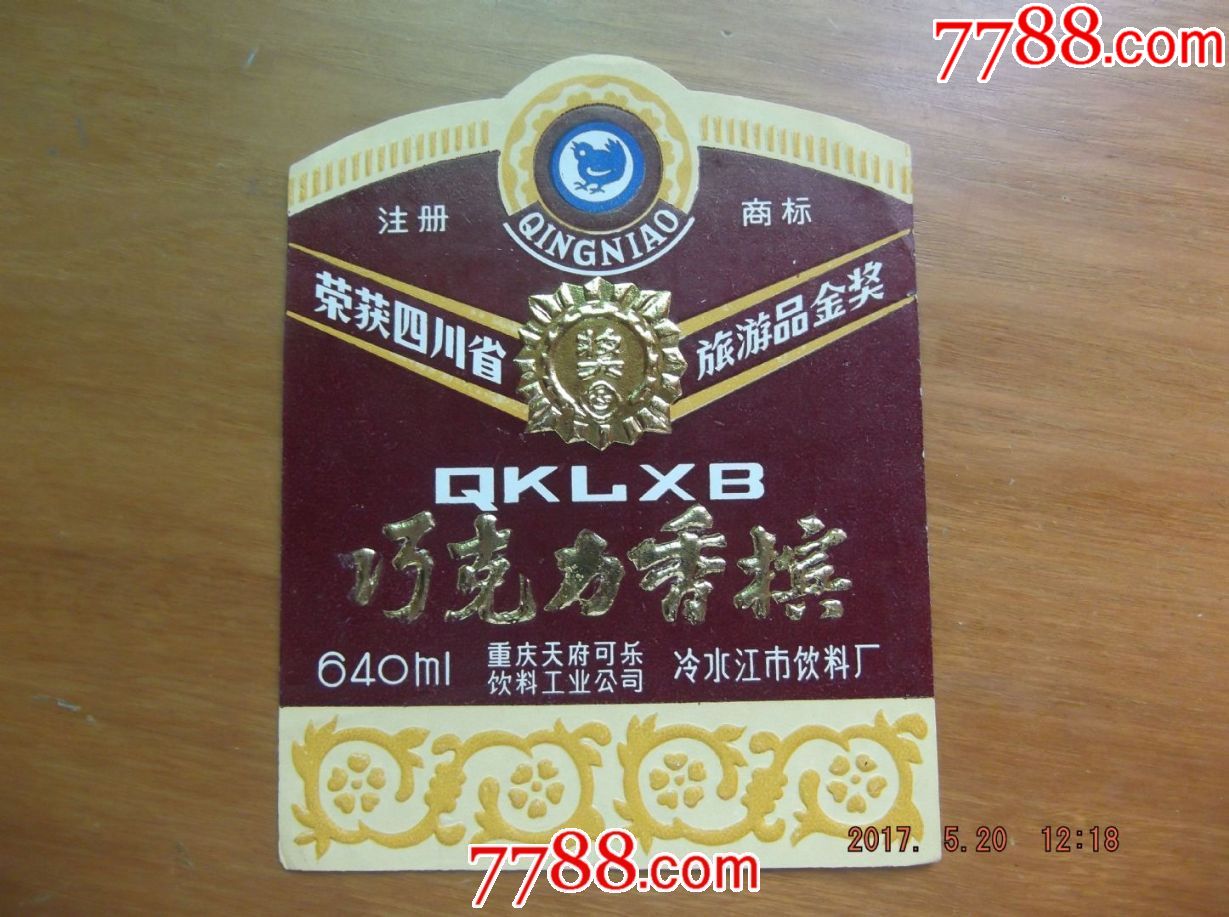 7788.com
注册 商标
QINGNIAO
荣获四川省 旅游品金奖
奖
QKLXB
巧克力香槟
640ml
重庆天府可乐
饮料工业公司
冷水江市饮料厂
2017. 5.20 12:18
7788.com